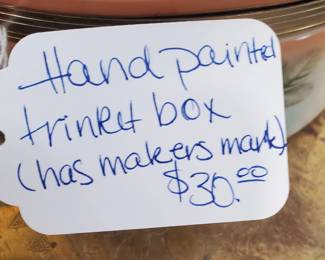 Hand painted
trinket box
(has makers mark)
$30.00